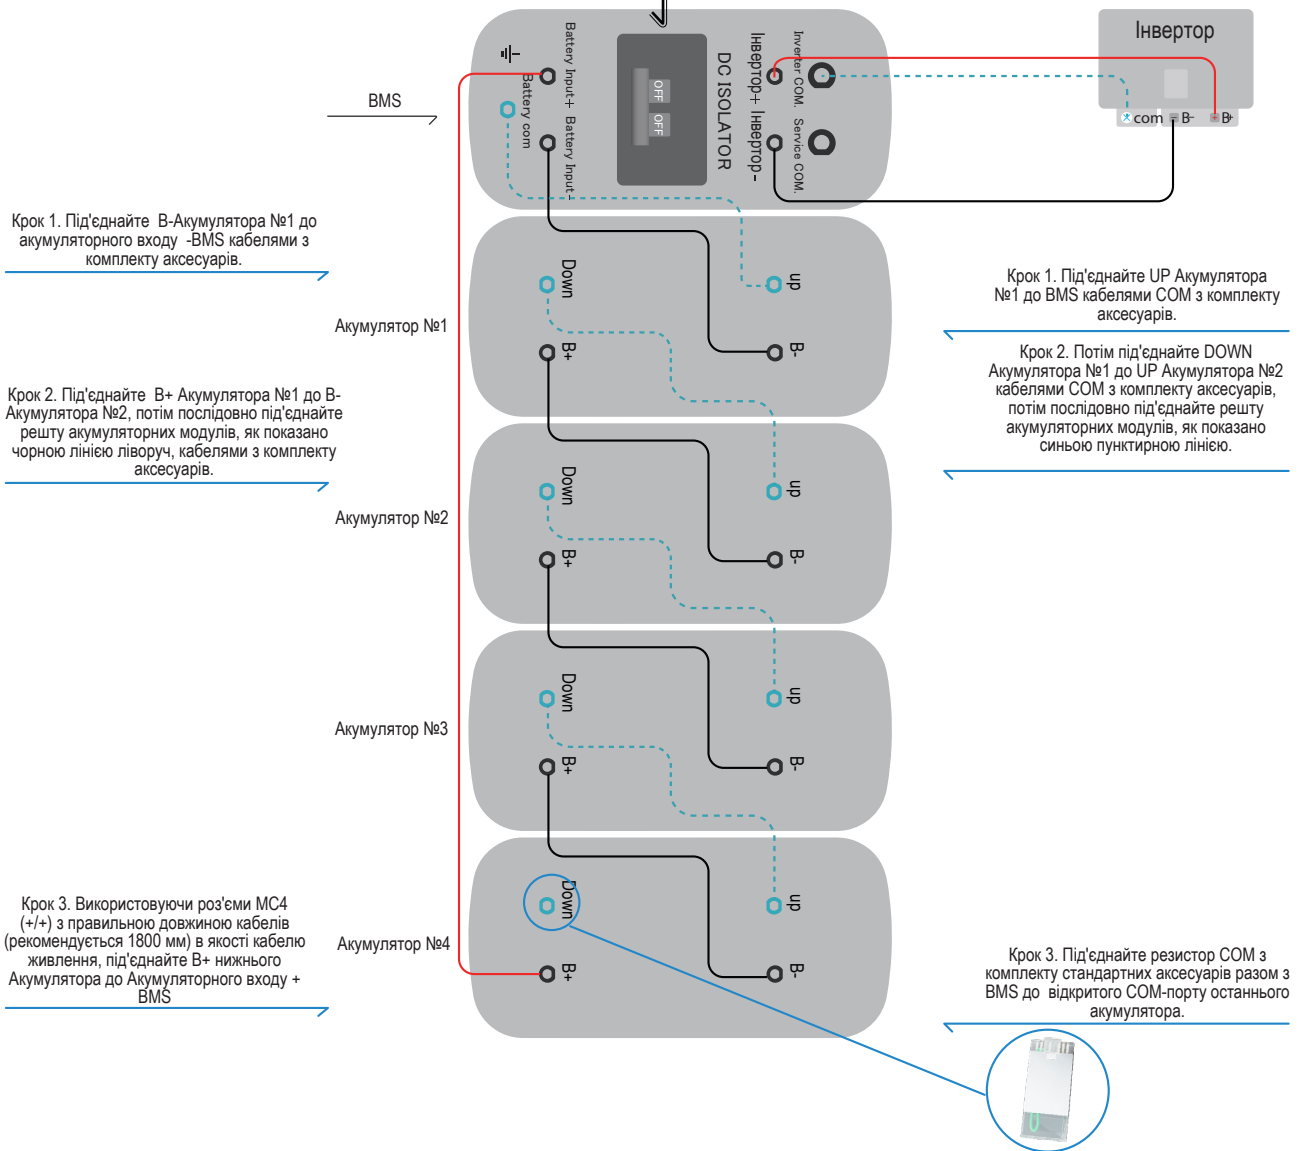 Battery Input+
Battery Input-
Battery com
OFF
OFF
DC ISOLATOR
Інвертор+
Інвертор-
Inverter COM.
Service COM.
Інвертор
com
B-
B+
BMS
Крок 1. Під'єднайте В-Акумулятора №1 до
акумуляторного входу -BMS кабелями з
комплекту аксесуарів.
Акумулятор №1
Down
up
B+
B-
Крок 1. Під'єднайте UP Акумулятора
№1 до BMS кабелями COM з комплекту
аксесуарів.
Крок 2. Потім під'єднайте DOWN
Акумулятора №1 до UP Акумулятора №2
кабелями COM з комплекту аксесуарів,
потім послідовно під'єднайте решту
акумуляторних модулів, як показано
синьою пунктирною лінією.
Крок 2. Під'єднайте В+ Акумулятора №1 до В-
Акумулятора №2, потім послідовно під'єднайте
решту акумуляторних модулів, як показано
чорною лінією ліворуч, кабелями з комплекту
аксесуарів.
Акумулятор №2
Down
up
B+
B-
Акумулятор №3
Down
up
B+
B-
Акумулятор №4
Down
up
B+
B-
Крок 3. Використовуючи роз'єми MC4
(+/+) з правильною довжиною кабелів
(рекомендується 1800 мм) в якості кабелю
живлення, під'єднайте В+ нижнього
Акумулятора до Акумуляторного входу +
BMS
Крок 3. Під'єднайте резистор COM з
комплекту стандартних аксесуарів разом з
BMS до відкритого COM-порту останнього
акумулятора.